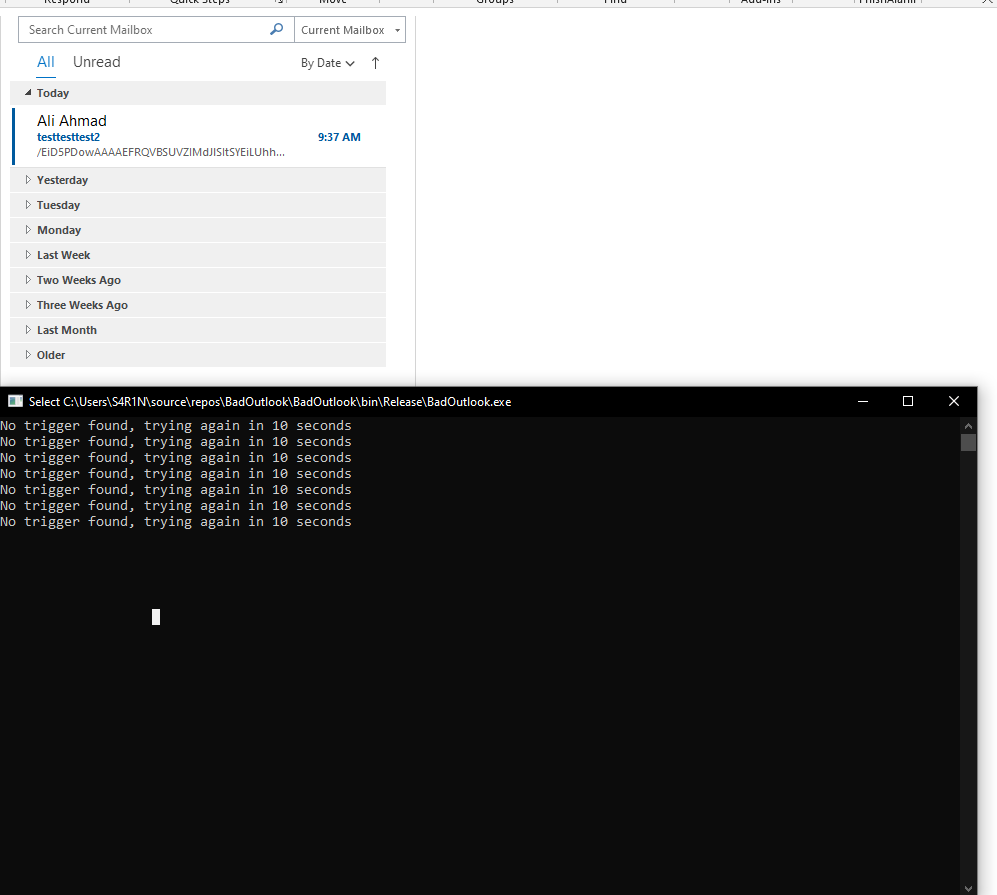 Respond Quick Steps Move Groups Find Add-ins PhishAlarm
Search Current Mailbox Current Mailbox
All Unread By Date
Today
Ali Ahmad
testtesttest2 9:37 AM
Yesterday
Tuesday
Monday
Last Week
Two Weeks Ago
Three Weeks Ago
Last Month
Older
Select C:\Users\S4R1N\source\repos\BadOutlook\BadOutlook\bin\Release\BadOutlook.exe
No trigger found, trying again in 10 seconds
No trigger found, trying again in 10 seconds
No trigger found, trying again in 10 seconds
No trigger found, trying again in 10 seconds
No trigger found, trying again in 10 seconds
No trigger found, trying again in 10 seconds
No trigger found, trying again in 10 seconds